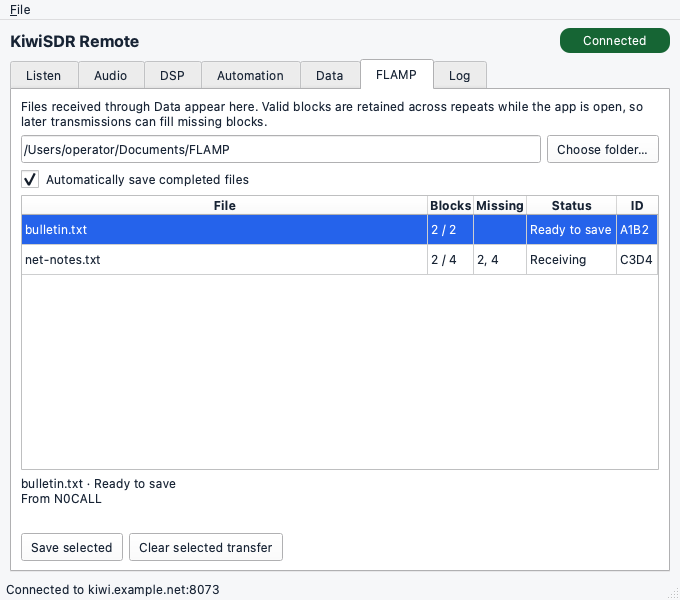 File
KiwiSDR Remote
Connected
Listen Audio DSP Automation Data FLAMP Log
Files received through Data appear here. Valid blocks are retained across repeats while the app is open, so
later transmissions can fill missing blocks.
/Users/operator/Documents/FLAMP
Choose folder...
Automatically save completed files
File Blocks Missing Status ID
bulletin.txt 2 / 2 Ready to save A1B2
net-notes.txt 2 / 4 2, 4 Receiving C3D4
bulletin.txt · Ready to save
From N0CALL
Save selected Clear selected transfer
Connected to kiwi.example.net:8073